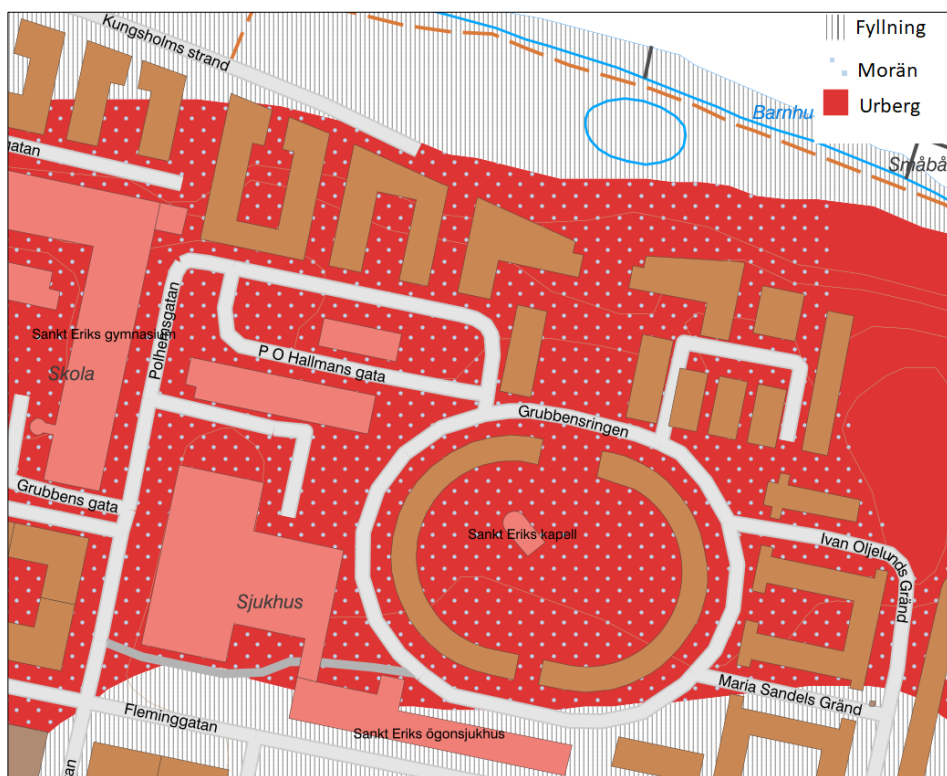 Kungsholms strand
Fyllning
Morän
Urberg
Barnhu
Småbå
gatan
Polhemsgatan
Sankt Eriks gymnasium
Skola
P O Hallmans gata
Grubbensringen
Grubbens gata
Sankt Eriks kapell
Ivan Oljelunds Gränd
Sjukhus
Maria Sandels Gränd
Fleminggatan
Sankt Eriks ögonsjukhus
an